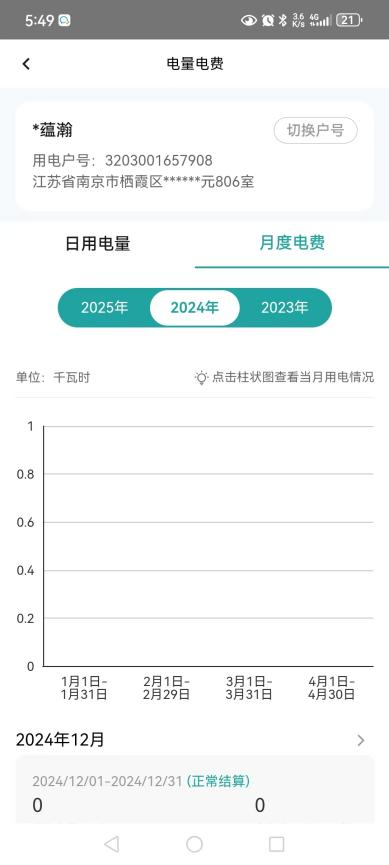 5:49
3.6
K/s
4G
21
电量电费
*蕴瀚
切换户号
用电户号：3203001657908
江苏省南京市栖霞区******元806室
日用电量
月度电费
2025年
2024年
2023年
单位：千瓦时
点击柱状图查看当月用电情况
1
0.8
0.6
0.4
0.2
0
1月1日-
1月31日
2月1日-
2月29日
3月1日-
3月31日
4月1日-
4月30日
2024年12月
2024/12/01-2024/12/31 (正常结算)
0
0